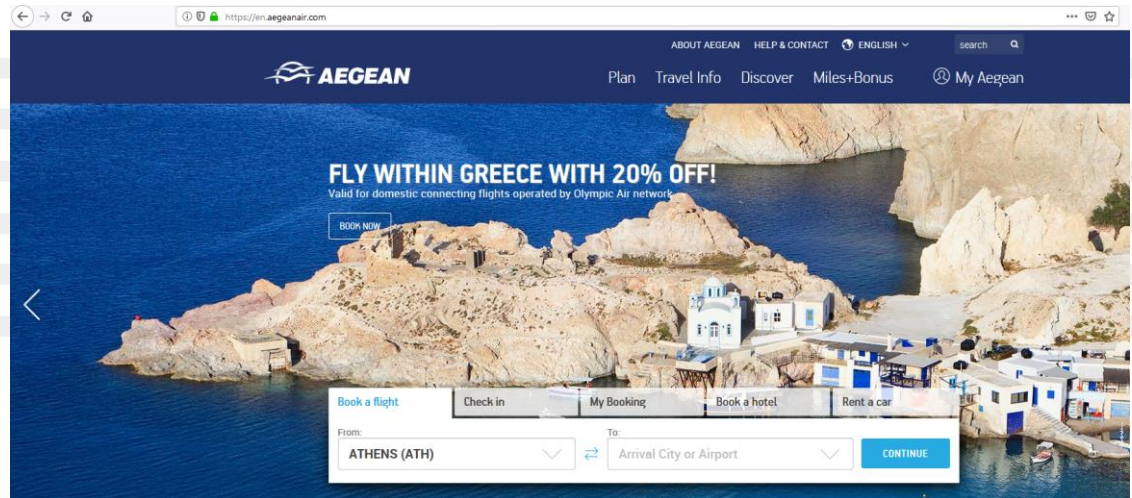 https://en.aegeanair.com
ABOUT AEGEAN HELP & CONTACT ENGLISH search
AEGEAN Plan Travel Info Discover Miles+Bonus My Aegean
FLY WITHIN GREECE WITH 20% OFF!
Valid for domestic connecting flights operated by Olympic Air network
BOOK NOW
Book a flight Check in My Booking Book a hotel Rent a car
From: To:
ATHENS (ATH) Arrival City or Airport CONTINUE